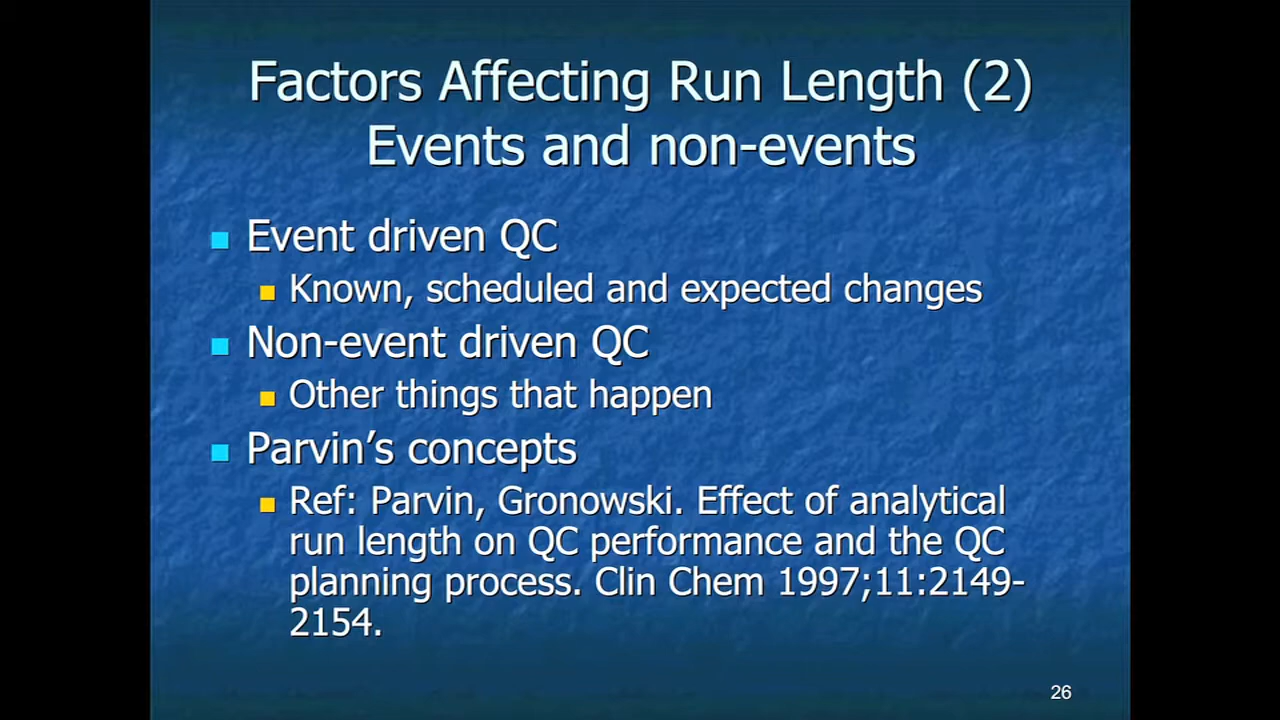 Factors Affecting Run Length (2)
Events and non-events
Event driven QC
Known, scheduled and expected changes
Non-event driven QC
Other things that happen
Parvin’s concepts
Ref: Parvin, Gronowski. Effect of analytical
run length on QC performance and the QC
planning process. Clin Chem 1997;11:2149-
2154.
26